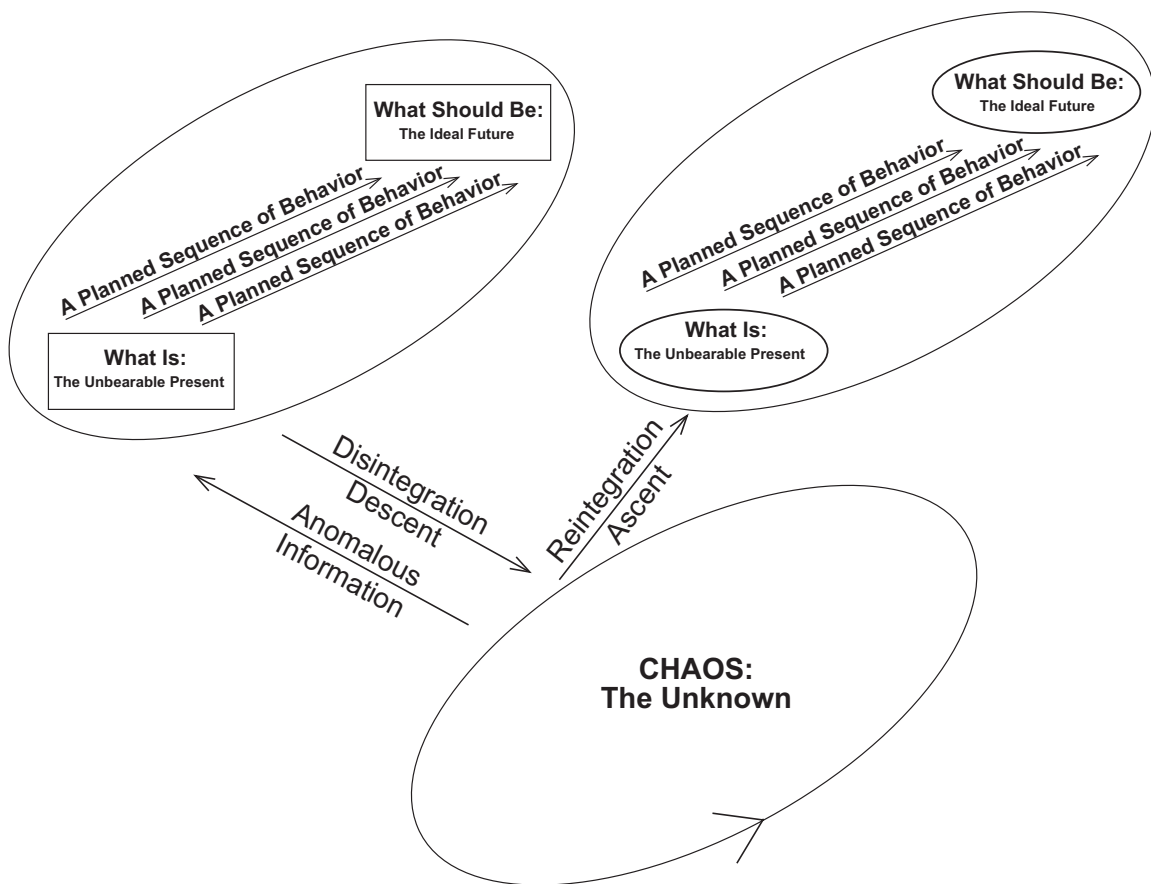 What Should Be:
The Ideal Future
A Planned Sequence of Behavior
A Planned Sequence of Behavior
A Planned Sequence of Behavior
What Is:
The Unbearable Present
What Should Be:
The Ideal Future
A Planned Sequence of Behavior
A Planned Sequence of Behavior
A Planned Sequence of Behavior
What Is:
The Unbearable Present
Disintegration
Descent
Anomalous
Information
Reintegration
Ascent
CHAOS:
The Unknown